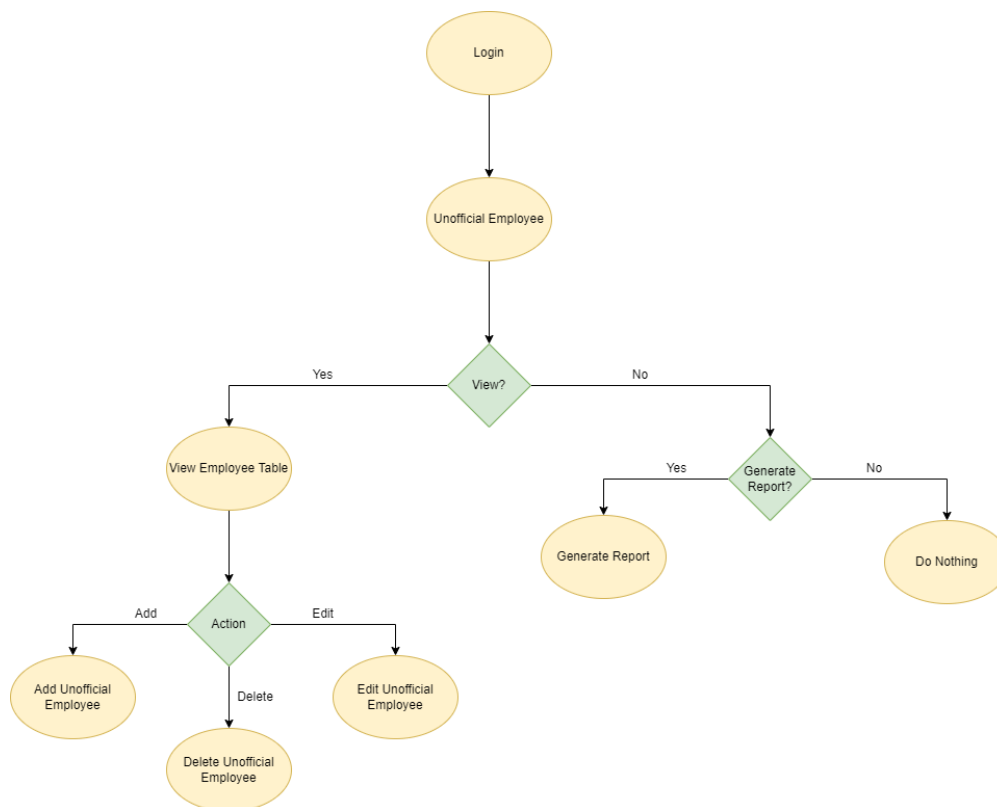 Login
Unofficial Employee
View?
Yes
No
View Employee Table
Generate
Report?
Yes
No
Generate Report
Do Nothing
Action
Add
Edit
Delete
Add Unofficial
Employee
Edit Unofficial
Employee
Delete Unofficial
Employee